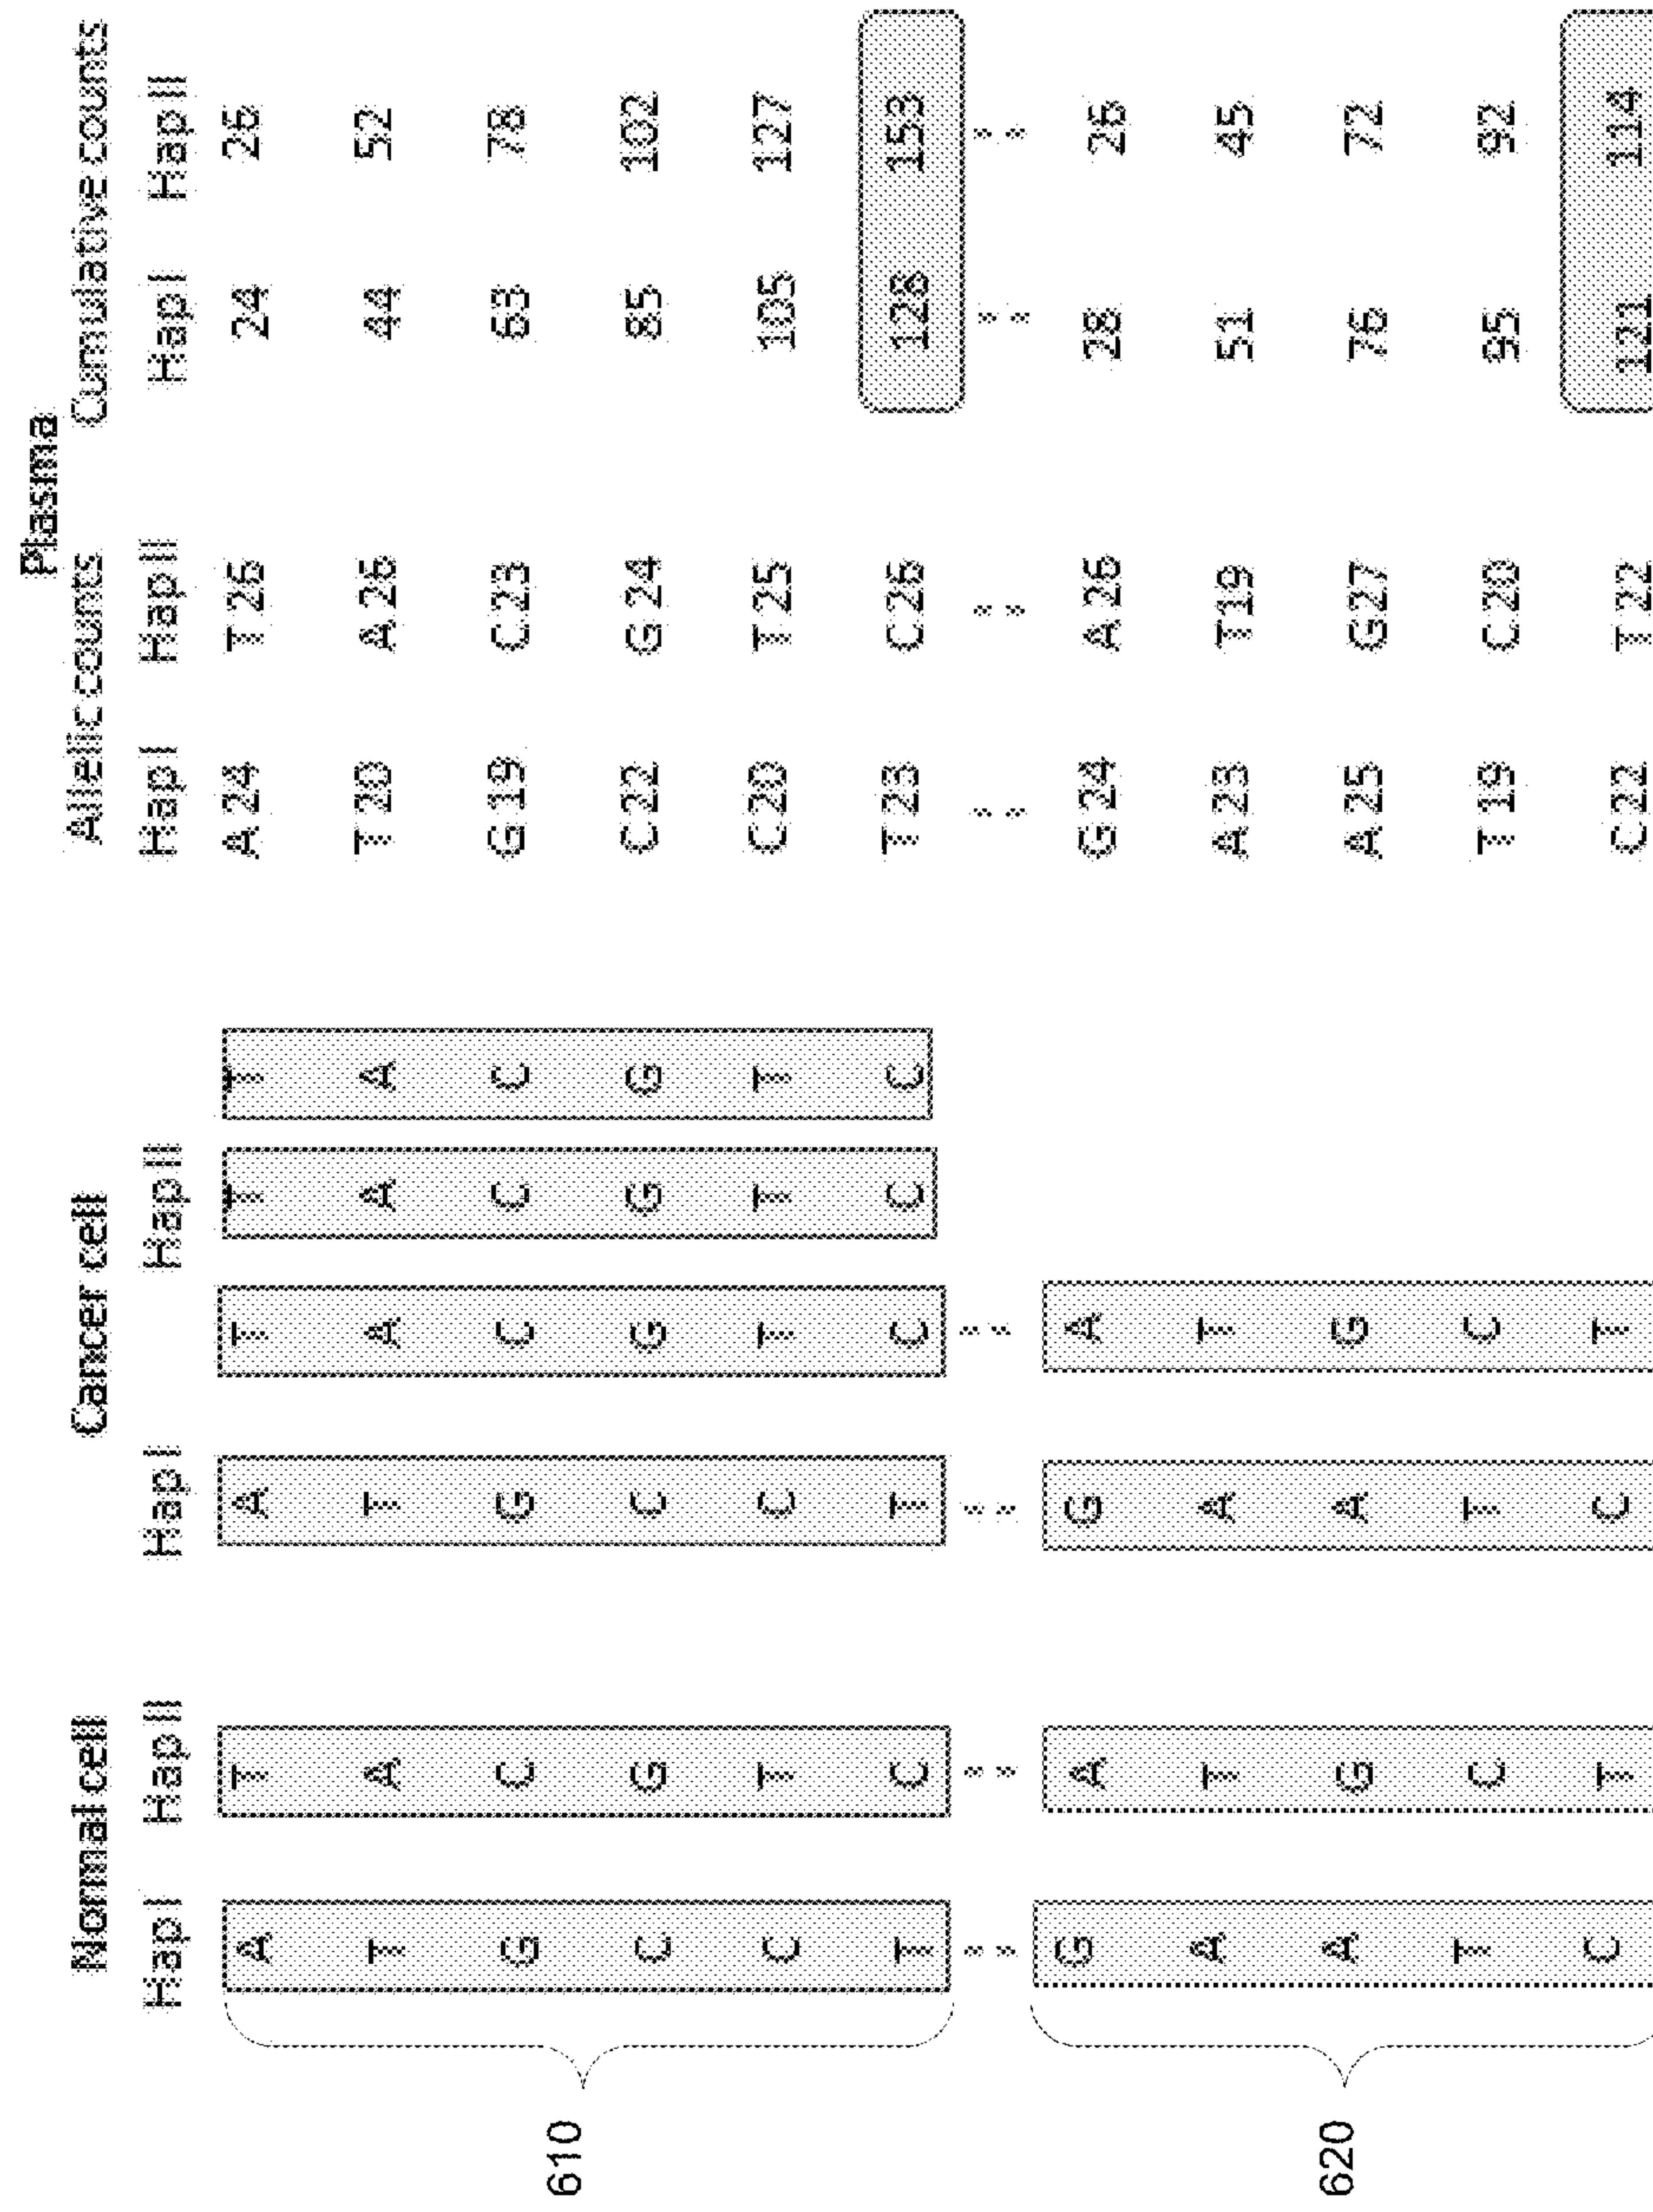 Plasma
Normal cell Cancer cell Allelic counts Cumulative counts
Hap I Hap II Hap I Hap II Hap I Hap II Hap I Hap II
A T A T T T A 24 T 26 24 26
T A T A A A T 20 A 26 44 52
G C G C C C G 19 C 23 63 78
610
C G C G G G C 22 G 24 85 102
C T C T T T C 20 T 25 105 127
T C T C C C T 23 C 26 128 153
G A G A G 24 A 26 28 26
A T A T A 23 T 19 51 45
620
A G A G A 25 G 27 76 72
T C T C T 19 C 20 95 92
C T C T C 22 T 22 121 114